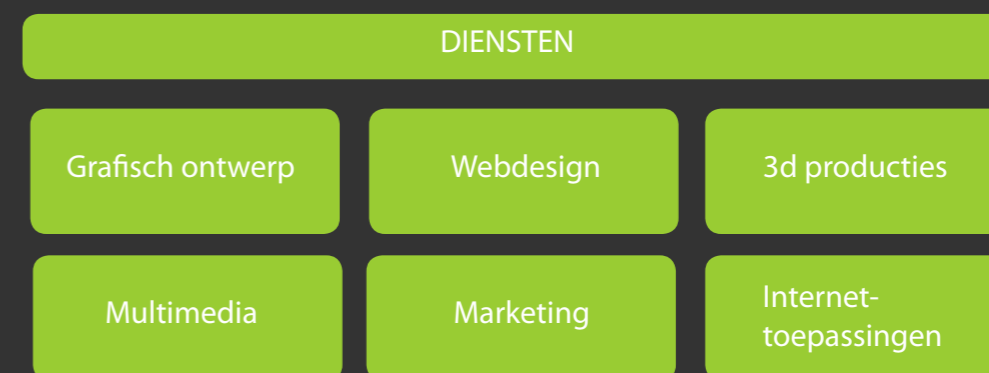 DIENSTEN
Grafisch ontwerp
Webdesign
3d producties
Multimedia
Marketing
Internet-
toepassingen